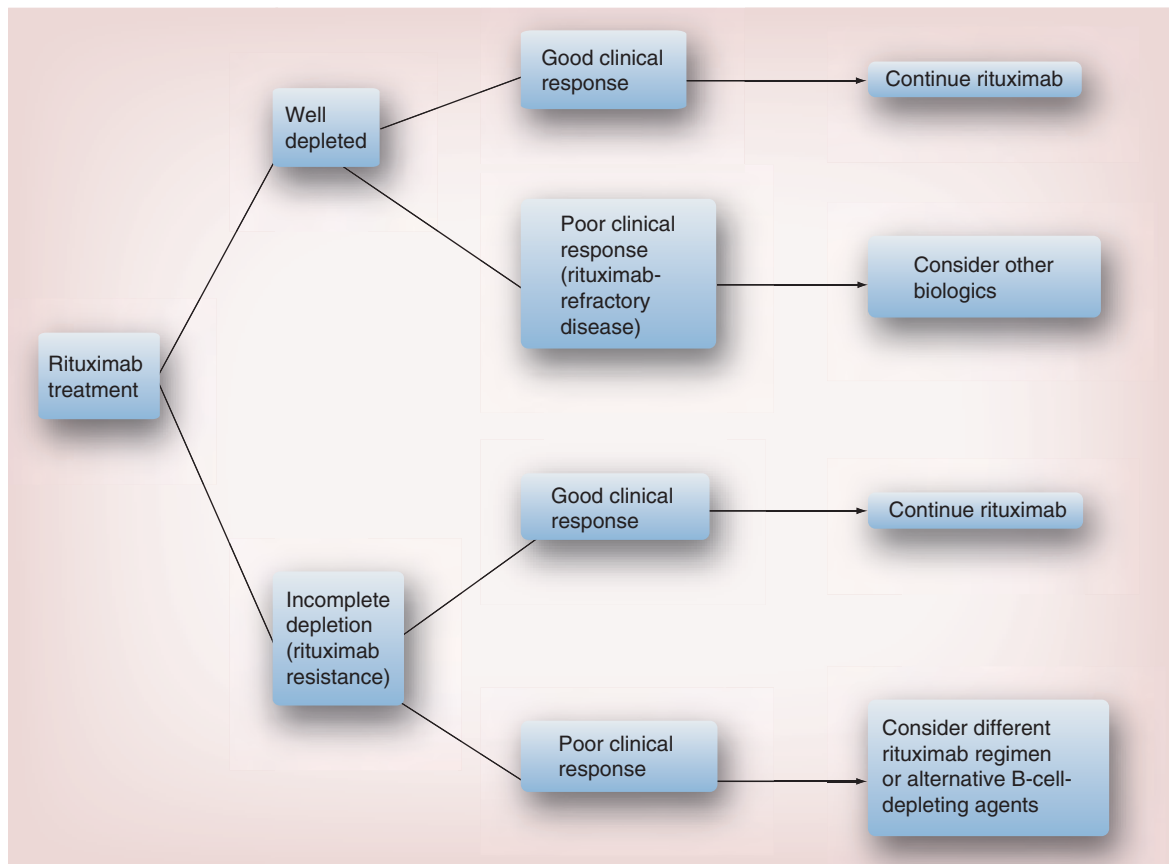 Rituximab
treatment
Well
depleted
Good clinical
response
Continue rituximab
Poor clinical
response
(rituximab-
refractory
disease)
Consider other
biologics
Incomplete
depletion
(rituximab
resistance)
Good clinical
response
Continue rituximab
Poor clinical
response
Consider different
rituximab regimen
or alternative B-cell-
depleting agents